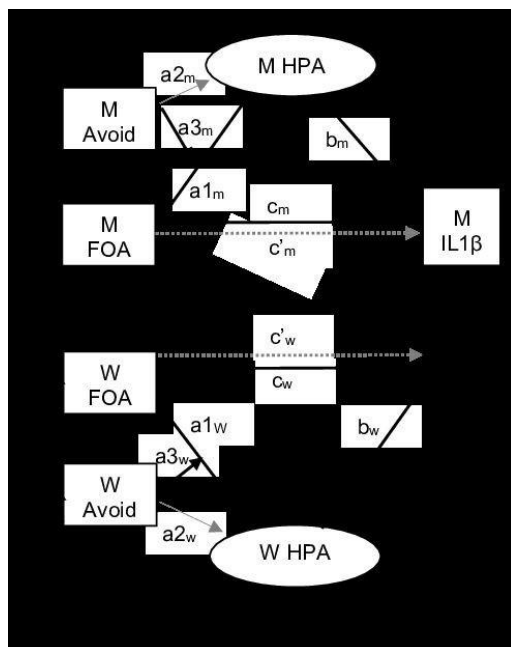 M HPA
a2m
M
Avoid
a3m
bm
a1m
cm
M
FOA
c'm
M
IL1β
c'w
W
FOA
cw
a1W
bw
a3w
W
Avoid
a2w
W HPA